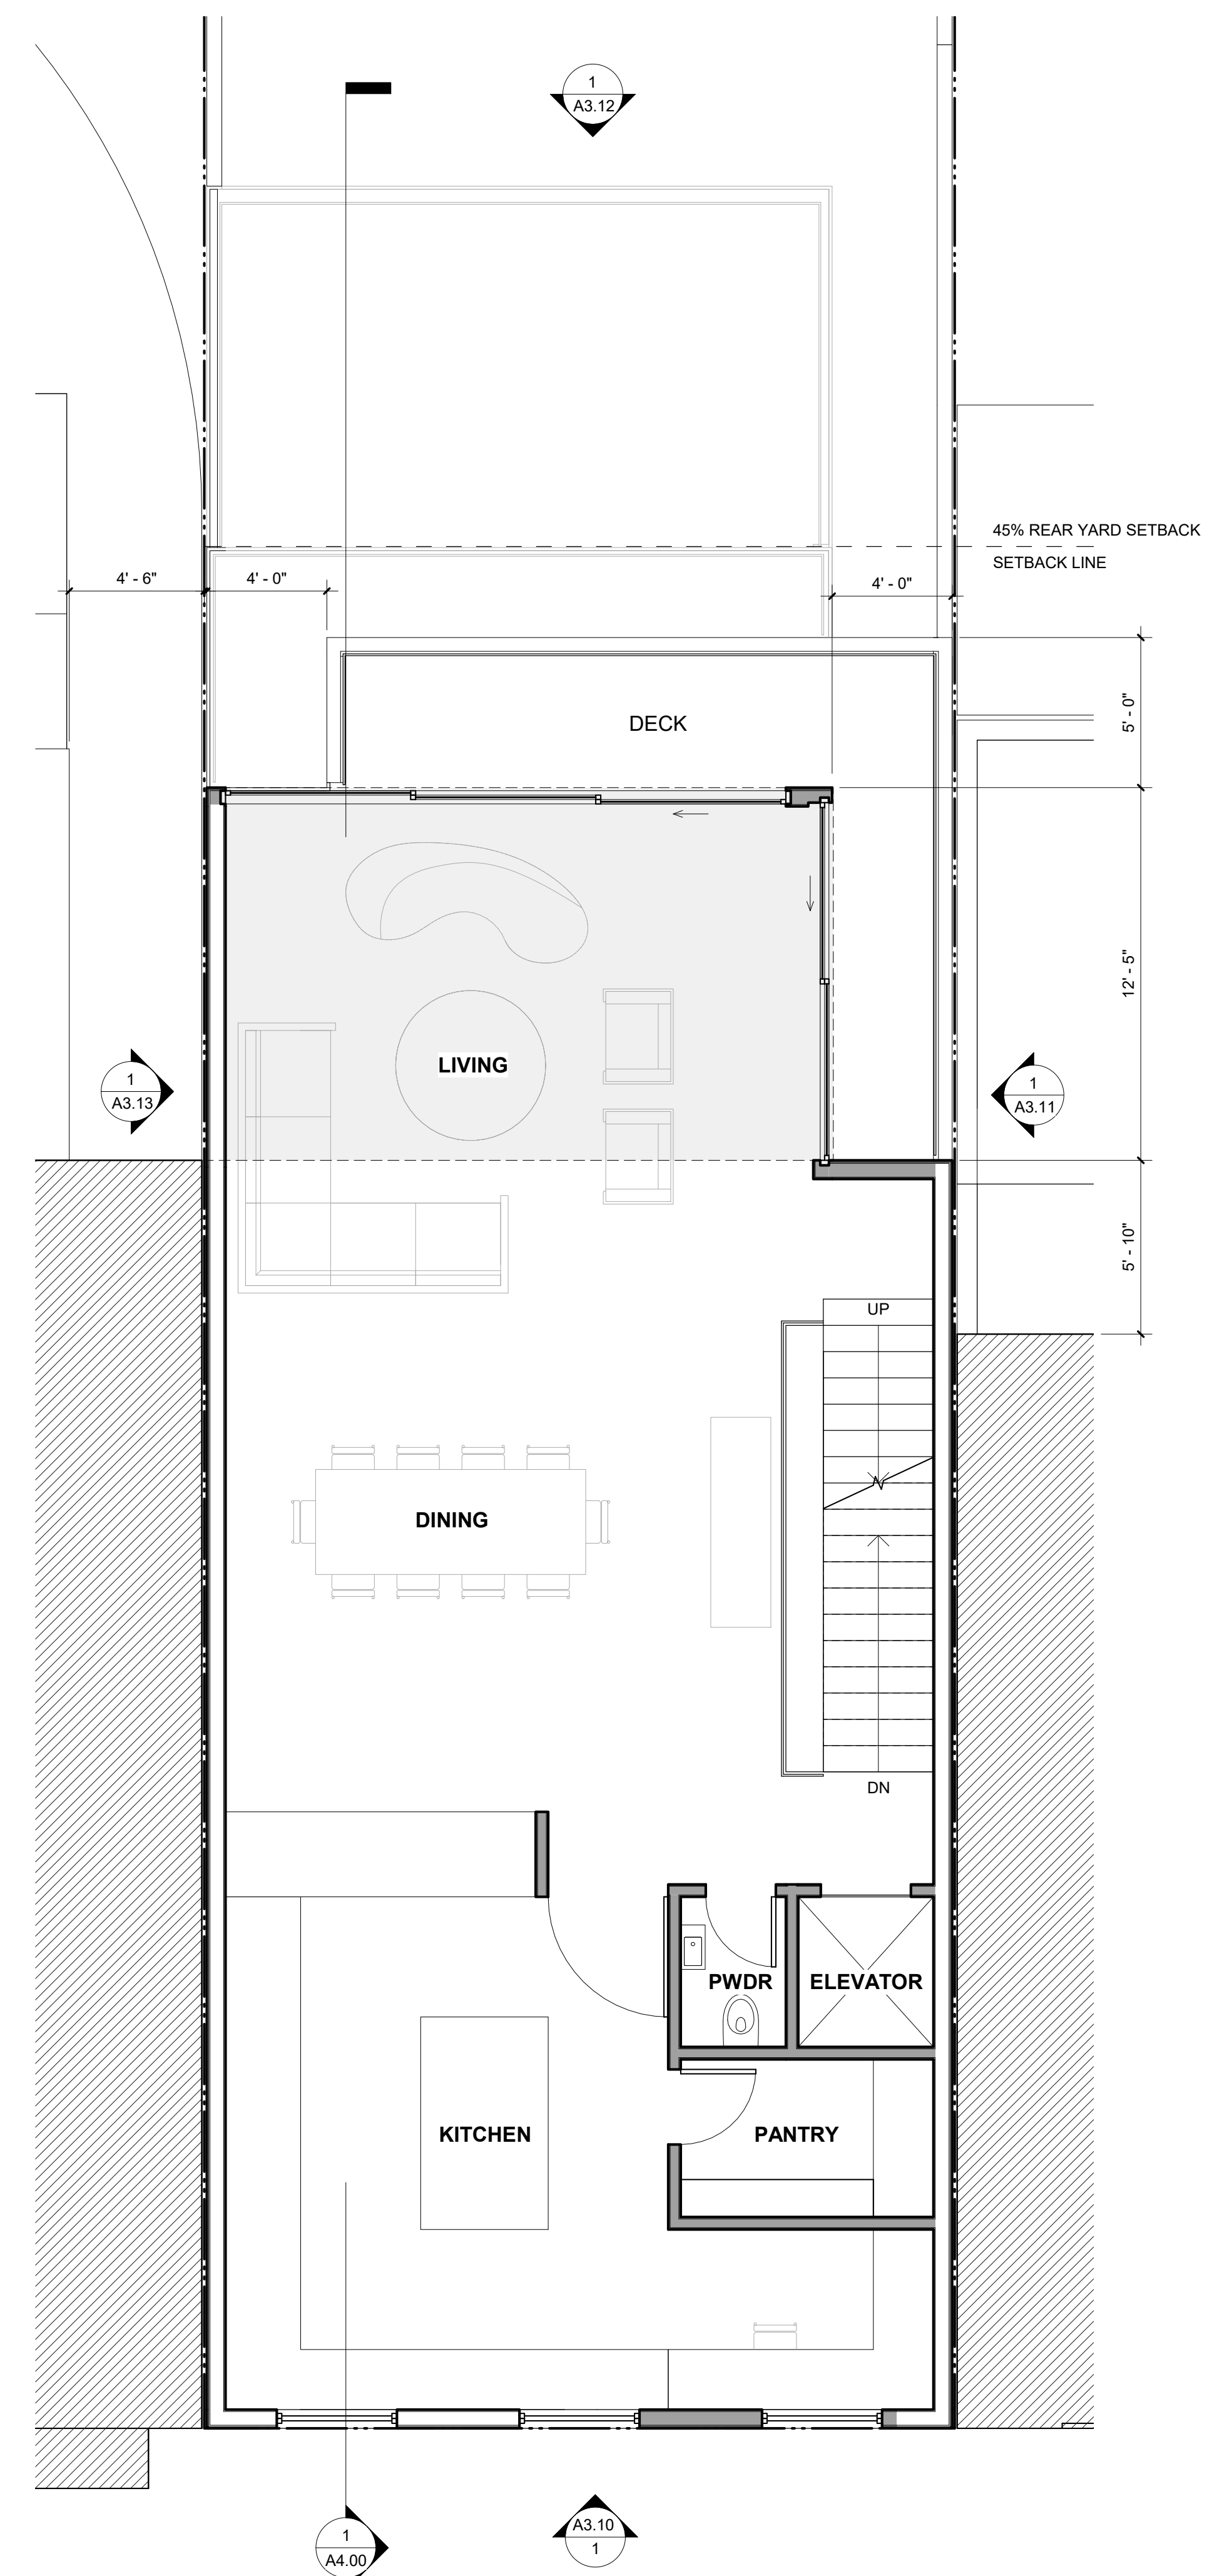 1
A3.12
45% REAR YARD SETBACK
SETBACK LINE
4' - 6"
4' - 0"
4' - 0"
5' - 0"
DECK
12' - 5"
LIVING
1
A3.13
1
A3.11
5' - 10"
UP
DINING
DN
PWDR
ELEVATOR
KITCHEN
PANTRY
A3.10
1
1
A4.00